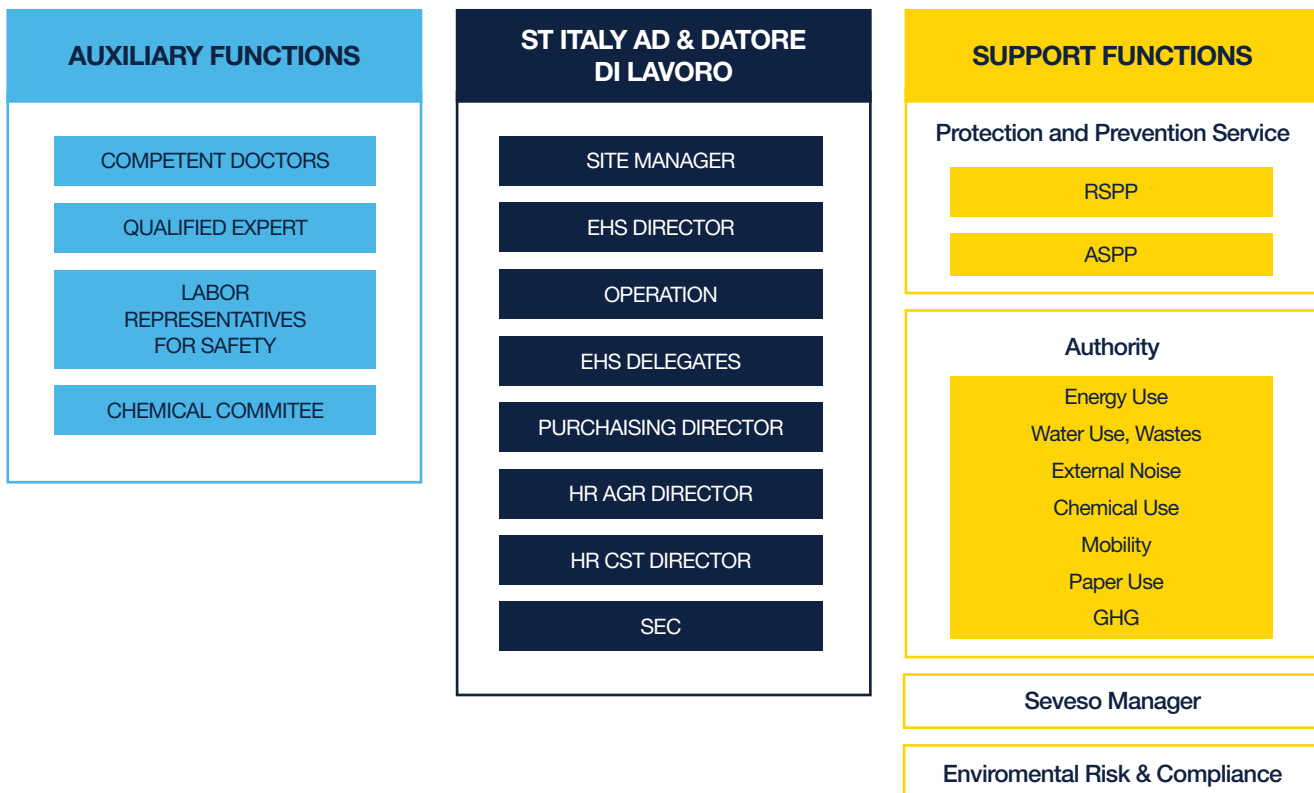 AUXILIARY FUNCTIONS
COMPETENT DOCTORS
QUALIFIED EXPERT
LABOR
REPRESENTATIVES
FOR SAFETY
CHEMICAL COMMITEE
ST ITALY AD & DATORE
DI LAVORO
SITE MANAGER
EHS DIRECTOR
OPERATION
EHS DELEGATES
PURCHAISING DIRECTOR
HR AGR DIRECTOR
HR CST DIRECTOR
SEC
SUPPORT FUNCTIONS
Protection and Prevention Service
RSPP
ASPP
Authority
Energy Use
Water Use, Wastes
External Noise
Chemical Use
Mobility
Paper Use
GHG
Seveso Manager
Enviromental Risk & Compliance